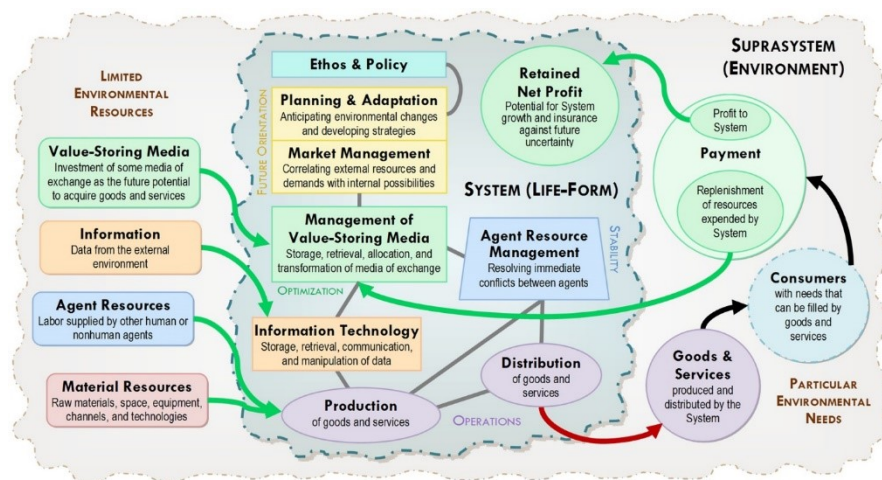 LIMITED
ENVIRONMENTAL
RESOURCES
Value-Storing Media
Investment of some media of
exchange as the future potential
to acquire goods and services
Information
Data from the external
environment
Agent Resources
Labor supplied by other human or
nonhuman agents
Material Resources
Raw materials, space, equipment,
channels, and technologies
FUTURE ORIENTATION
Ethos & Policy
Planning & Adaptation
Anticipating environmental changes
and developing strategies
Market Management
Correlating external resources and
demands with internal possibilities
Management of
Value-Storing Media
Storage, retrieval, allocation, and
transformation of media of exchange
OPTIMIZATION
Information Technology
Storage, retrieval, communication,
and manipulation of data
Production
of goods and services
OPERATIONS
Retained
Net Profit
Potential for System
growth and insurance
against future
uncertainty
SYSTEM (LIFE-FORM)
STABILITY
Agent Resource
Management
Resolving immediate
conflicts between agents
Distribution
of goods and
services
SUPRASYSTEM
(ENVIRONMENT)
Profit to
System
Payment
Replenishment
of resources
expended by
System
Consumers
with needs that
can be filled by
goods and
services
Goods &
Services
produced and
distributed by the
System
PARTICULAR
ENVIRONMENTAL
NEEDS